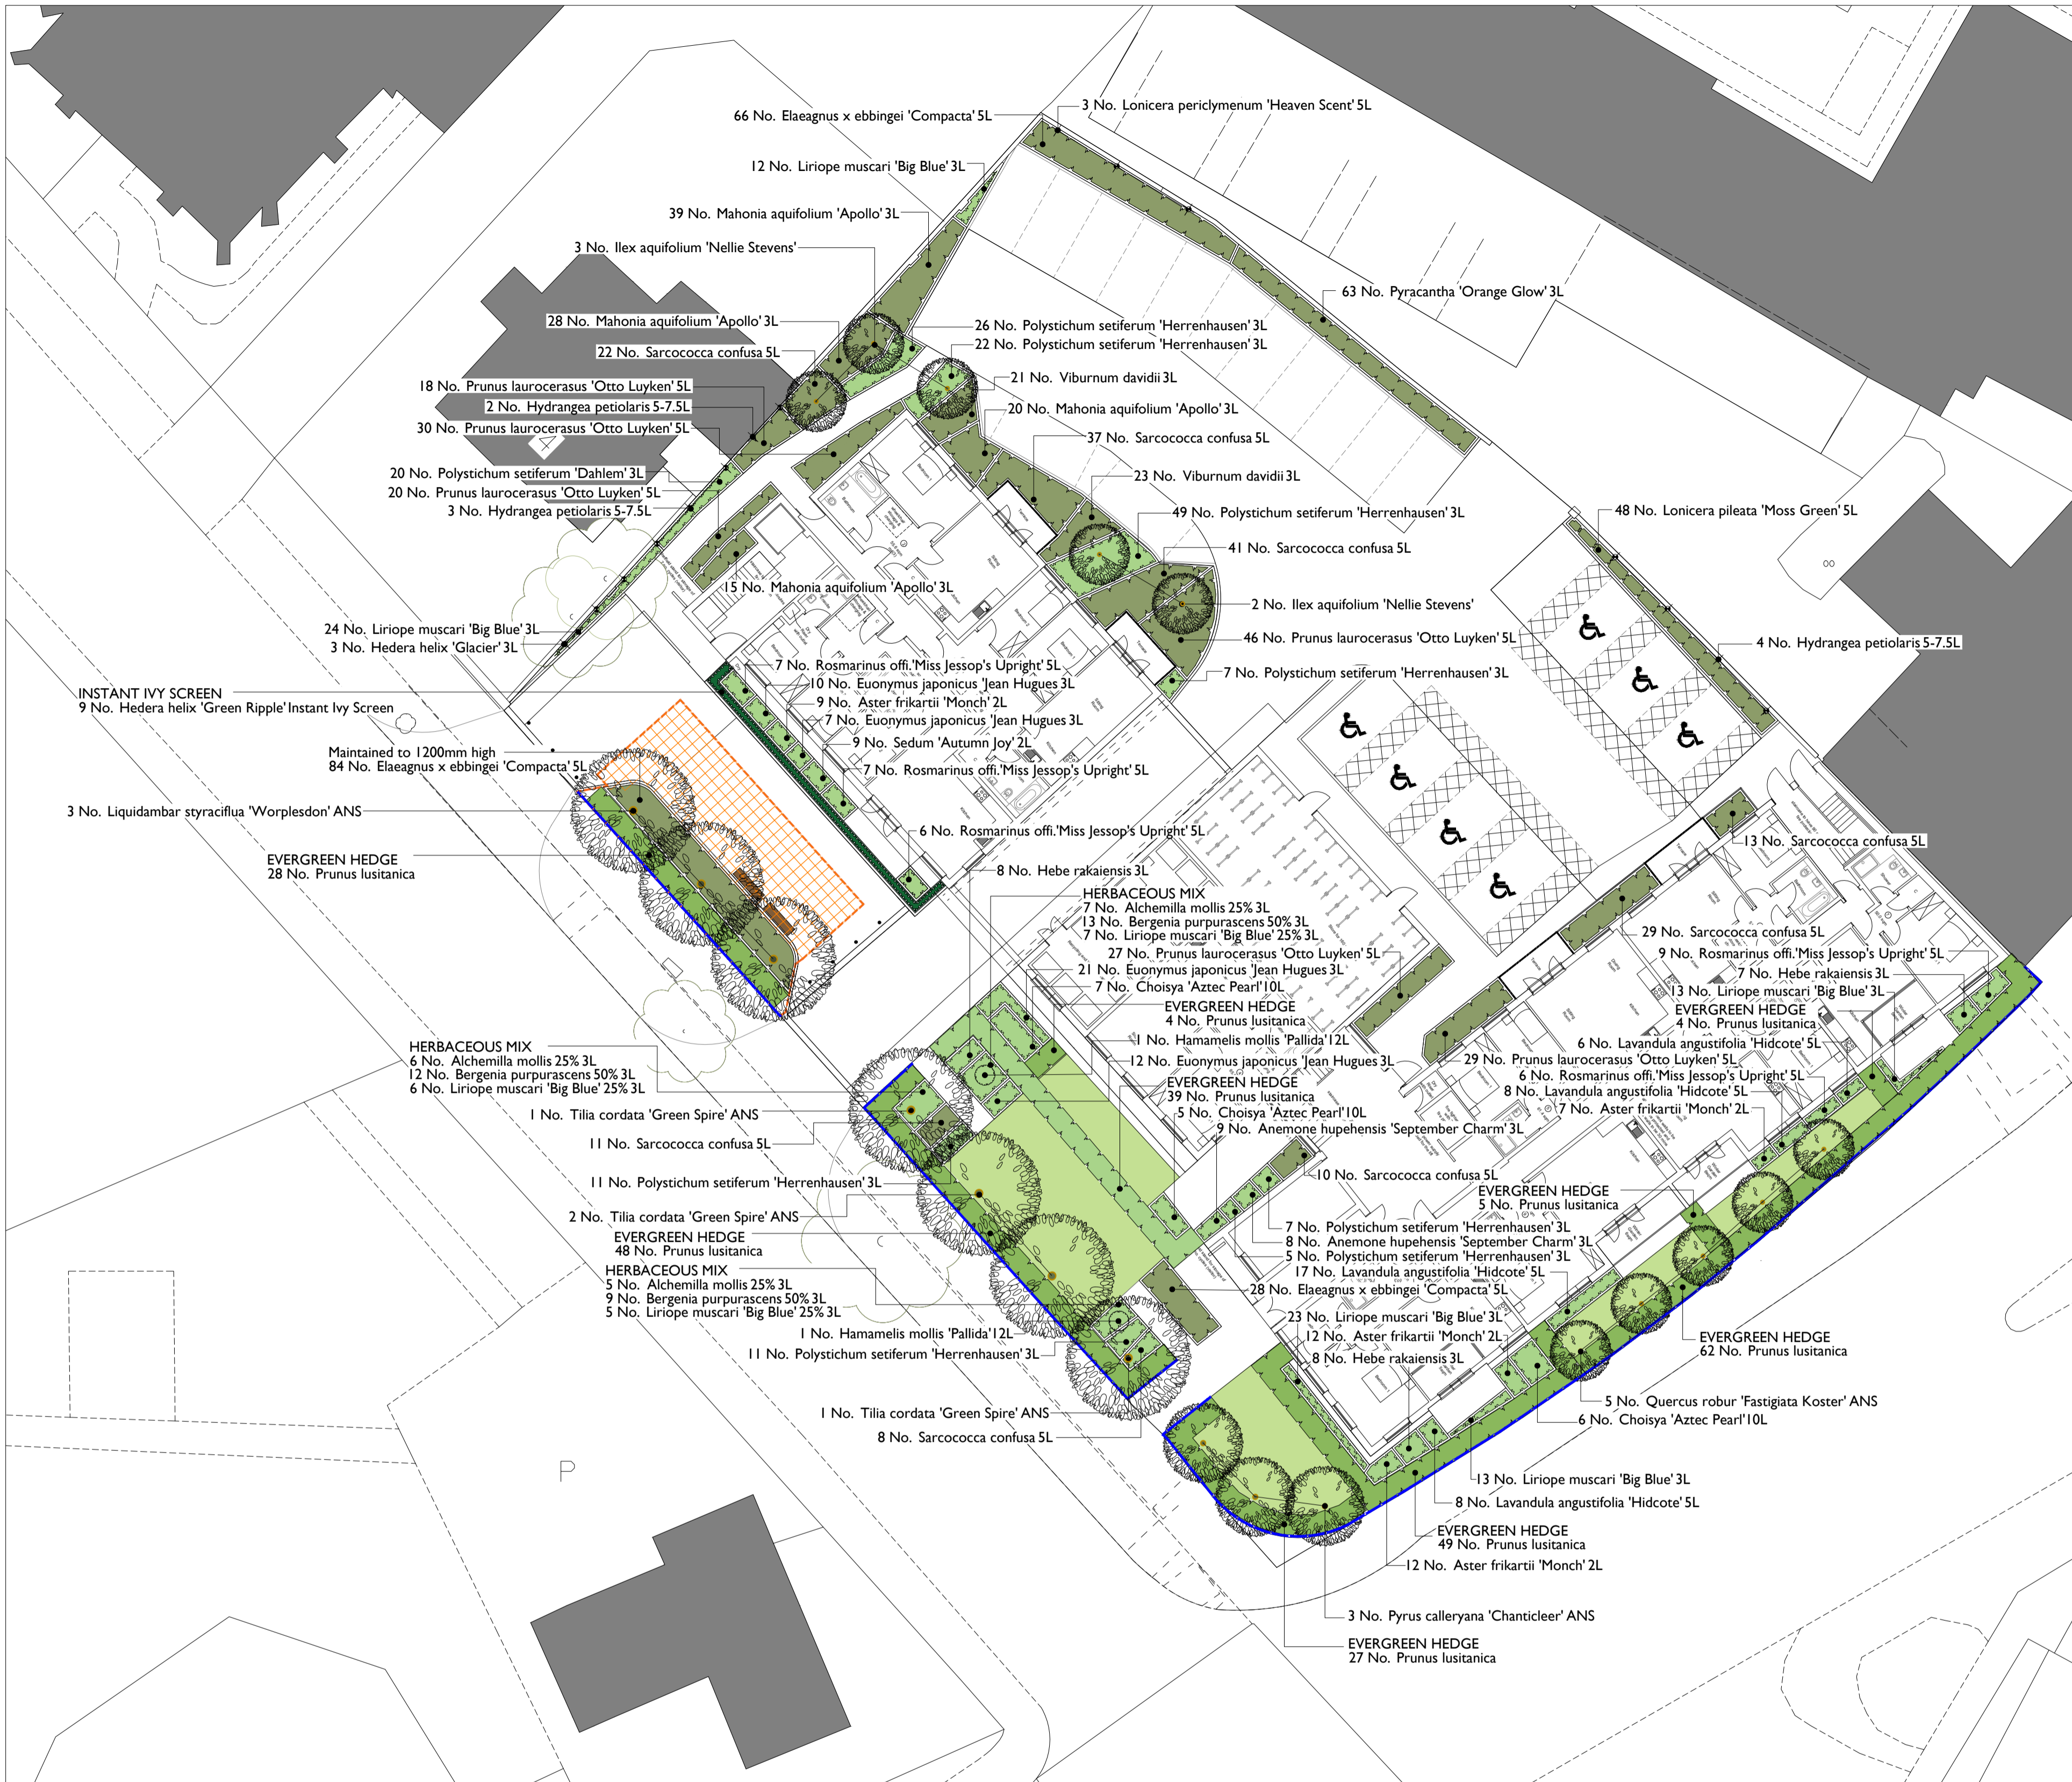 3 No. Lonicera periclymenum 'Heaven Scent' 5L
66 No. Elaeagnus x ebbingei 'Compacta' 5L
12 No. Liriope muscari 'Big Blue' 3L
39 No. Mahonia aquifolium 'Apollo' 3L
3 No. Ilex aquifolium 'Nellie Stevens'
63 No. Pyracantha 'Orange Glow' 3L
28 No. Mahonia aquifolium 'Apollo' 3L
26 No. Polystichum setiferum 'Herrenhausen' 3L
22 No. Polystichum setiferum 'Herrenhausen' 3L
22 No. Sarcococca confusa 5L
21 No. Viburnum davidii 3L
18 No. Prunus laurocerasus 'Otto Luyken' 5L
2 No. Hydrangea petiolaris 5-7.5L
20 No. Mahonia aquifolium 'Apollo' 3L
30 No. Prunus laurocerasus 'Otto Luyken' 5L
37 No. Sarcococca confusa 5L
4
20 No. Polystichum setiferum 'Dahlem' 3L
23 No. Viburnum davidii 3L
20 No. Prunus laurocerasus 'Otto Luyken' 5L
3 No. Hydrangea petiolaris 5-7.5L
49 No. Polystichum setiferum 'Herrenhausen' 3L
48 No. Lonicera pileata 'Moss Green' 5L
41 No. Sarcococca confusa 5L
15 No. Mahonia aquifolium 'Apollo' 3L
2 No. Ilex aquifolium 'Nellie Stevens'
24 No. Liriope muscari 'Big Blue' 3L
3 No. Hedera helix 'Glacier' 3L
46 No. Prunus laurocerasus 'Otto Luyken' 5L
4 No. Hydrangea petiolaris 5-7.5L
7 No. Rosmarinus offi.'Miss Jessop's Upright' 5L
7 No. Polystichum setiferum 'Herrenhausen' 3L
10 No. Euonymus japonicus 'Jean Hugues 3L
INSTANT IVY SCREEN
9 No. Hedera helix 'Green Ripple' Instant Ivy Screen
9 No. Aster frikartii 'Monch' 2L
7 No. Euonymus japonicus 'Jean Hugues 3L
9 No. Sedum 'Autumn Joy' 2L
Maintained to 1200mm high
84 No. Elaeagnus x ebbingei 'Compacta' 5L
7 No. Rosmarinus offi.'Miss Jessop's Upright' 5L
3 No. Liquidambar styraciflua 'Worplesdon' ANS
6 No. Rosmarinus offi.'Miss Jessop's Upright' 5L
13 No. Sarcococca confusa 5L
EVERGREEN HEDGE
28 No. Prunus lusitanica
8 No. Hebe rakaiensis 3L
HERBACEOUS MIX
7 No. Alchemilla mollis 25% 3L
13 No. Bergenia purpurascens 50% 3L
7 No. Liriope muscari 'Big Blue' 25% 3L
29 No. Sarcococca confusa 5L
27 No. Prunus laurocerasus 'Otto Luyken' 5L
9 No. Rosmarinus offi.'Miss Jessop's Upright' 5L
21 No. Euonymus japonicus 'Jean Hugues 3L
7 No. Hebe rakaiensis 3L
7 No. Choisya 'Aztec Pearl' 10L
13 No. Liriope muscari 'Big Blue' 3L
EVERGREEN HEDGE
4 No. Prunus lusitanica
EVERGREEN HEDGE
4 No. Prunus lusitanica
1 No. Hamamelis mollis 'Pallida' 12L
6 No. Lavandula angustifolia 'Hidcote' 5L
HERBACEOUS MIX
6 No. Alchemilla mollis 25% 3L
12 No. Bergenia purpurascens 50% 3L
6 No. Liriope muscari 'Big Blue' 25% 3L
12 No. Euonymus japonicus 'Jean Hugues 3L
29 No. Prunus laurocerasus 'Otto Luyken' 5L
6 No. Rosmarinus offi.'Miss Jessop's Upright' 5L
EVERGREEN HEDGE
39 No. Prunus lusitanica
8 No. Lavandula angustifolia 'Hidcote' 5L
1 No. Tilia cordata 'Green Spire' ANS
5 No. Choisya 'Aztec Pearl' 10L
7 No. Aster frikartii 'Monch' 2L
9 No. Anemone hupehensis 'September Charm' 3L
11 No. Sarcococca confusa 5L
10 No. Sarcococca confusa 5L
11 No. Polystichum setiferum 'Herrenhausen' 3L
EVERGREEN HEDGE
5 No. Prunus lusitanica
2 No. Tilia cordata 'Green Spire' ANS
7 No. Polystichum setiferum 'Herrenhausen' 3L
EVERGREEN HEDGE
48 No. Prunus lusitanica
8 No. Anemone hupehensis 'September Charm' 3L
5 No. Polystichum setiferum 'Herrenhausen' 3L
17 No. Lavandula angustifolia 'Hidcote' 5L
HERBACEOUS MIX
5 No. Alchemilla mollis 25% 3L
9 No. Bergenia purpurascens 50% 3L
5 No. Liriope muscari 'Big Blue' 25% 3L
28 No. Elaeagnus x ebbingei 'Compacta' 5L
23 No. Liriope muscari 'Big Blue' 3L
1 No. Hamamelis mollis 'Pallida' 12L
12 No. Aster frikartii 'Monch' 2L
EVERGREEN HEDGE
62 No. Prunus lusitanica
11 No. Polystichum setiferum 'Herrenhausen' 3L
8 No. Hebe rakaiensis 3L
5 No. Quercus robur 'Fastigiata Koster' ANS
1 No. Tilia cordata 'Green Spire' ANS
6 No. Choisya 'Aztec Pearl' 10L
8 No. Sarcococca confusa 5L
P
13 No. Liriope muscari 'Big Blue' 3L
8 No. Lavandula angustifolia 'Hidcote' 5L
EVERGREEN HEDGE
49 No. Prunus lusitanica
12 No. Aster frikartii 'Monch' 2L
3 No. Pyrus calleryana 'Chanticleer' ANS
EVERGREEN HEDGE
27 No. Prunus lusitanica